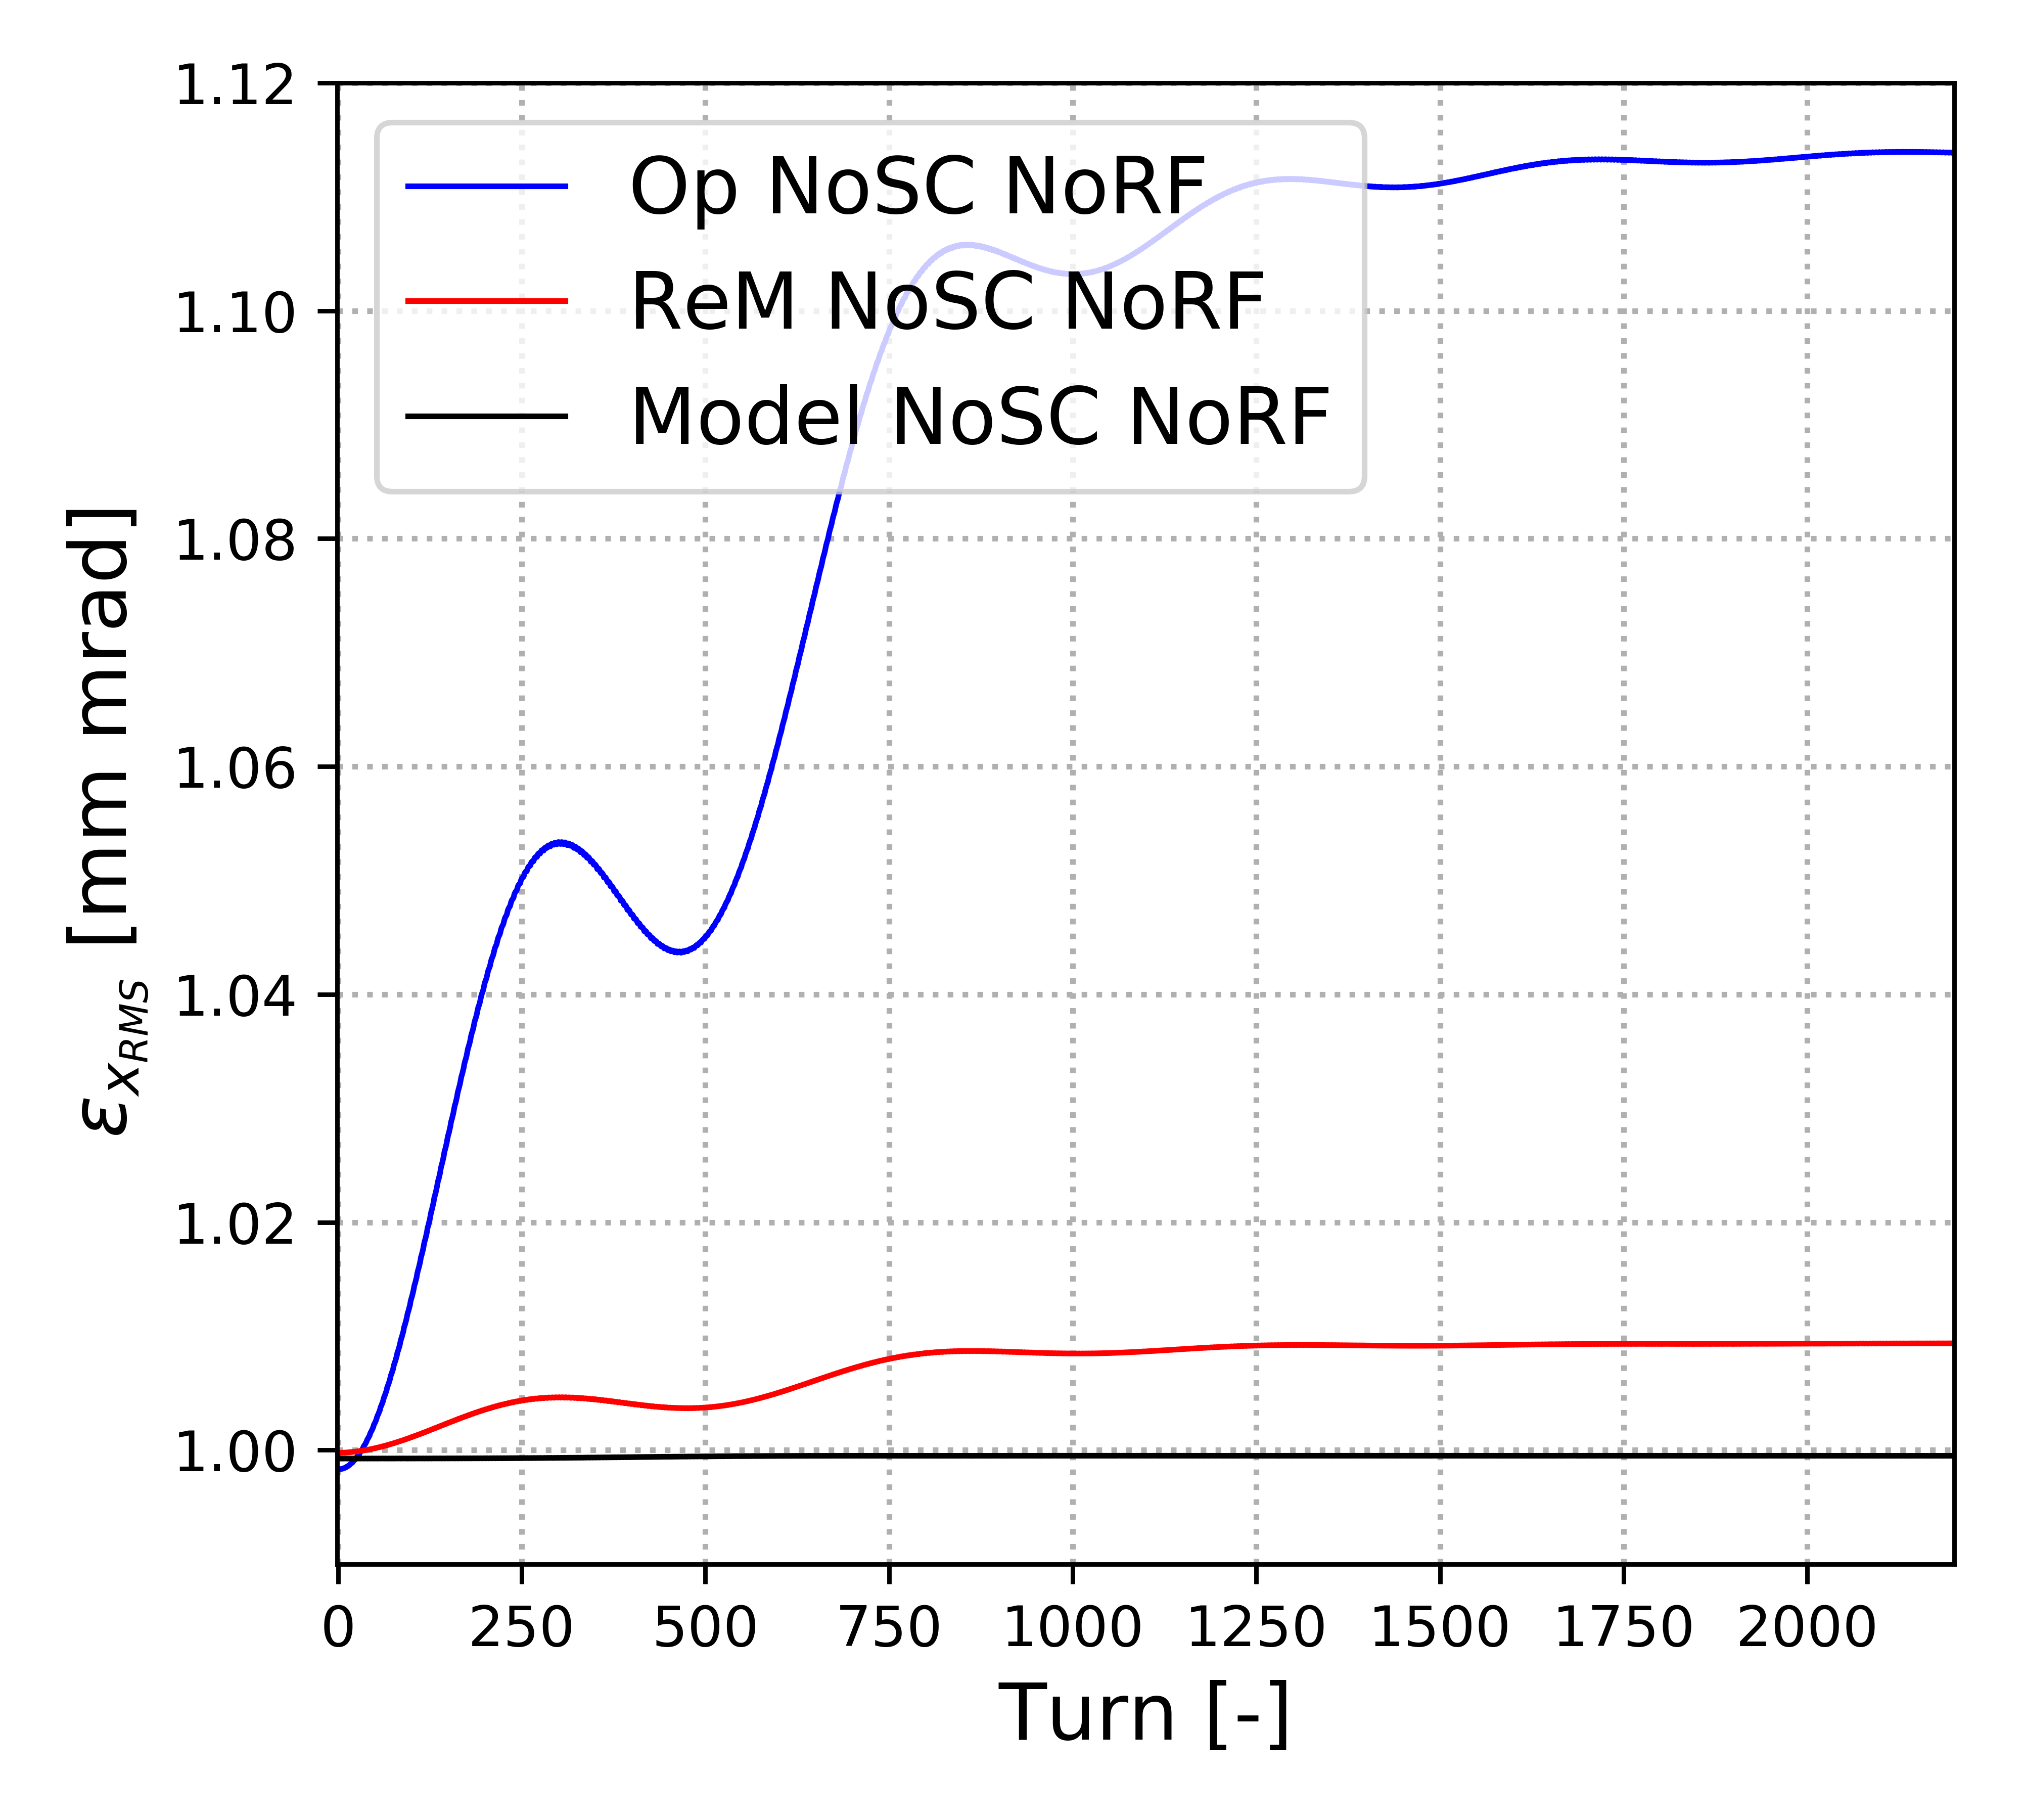 1.12
1.10
1.08
1.06
1.04
1.02
1.00
ε_{x_{RMS}} [mm mrad]
Op NoSC NoRF
ReM NoSC NoRF
Model NoSC NoRF
0 250 500 750 1000 1250 1500 1750 2000
Turn [-]